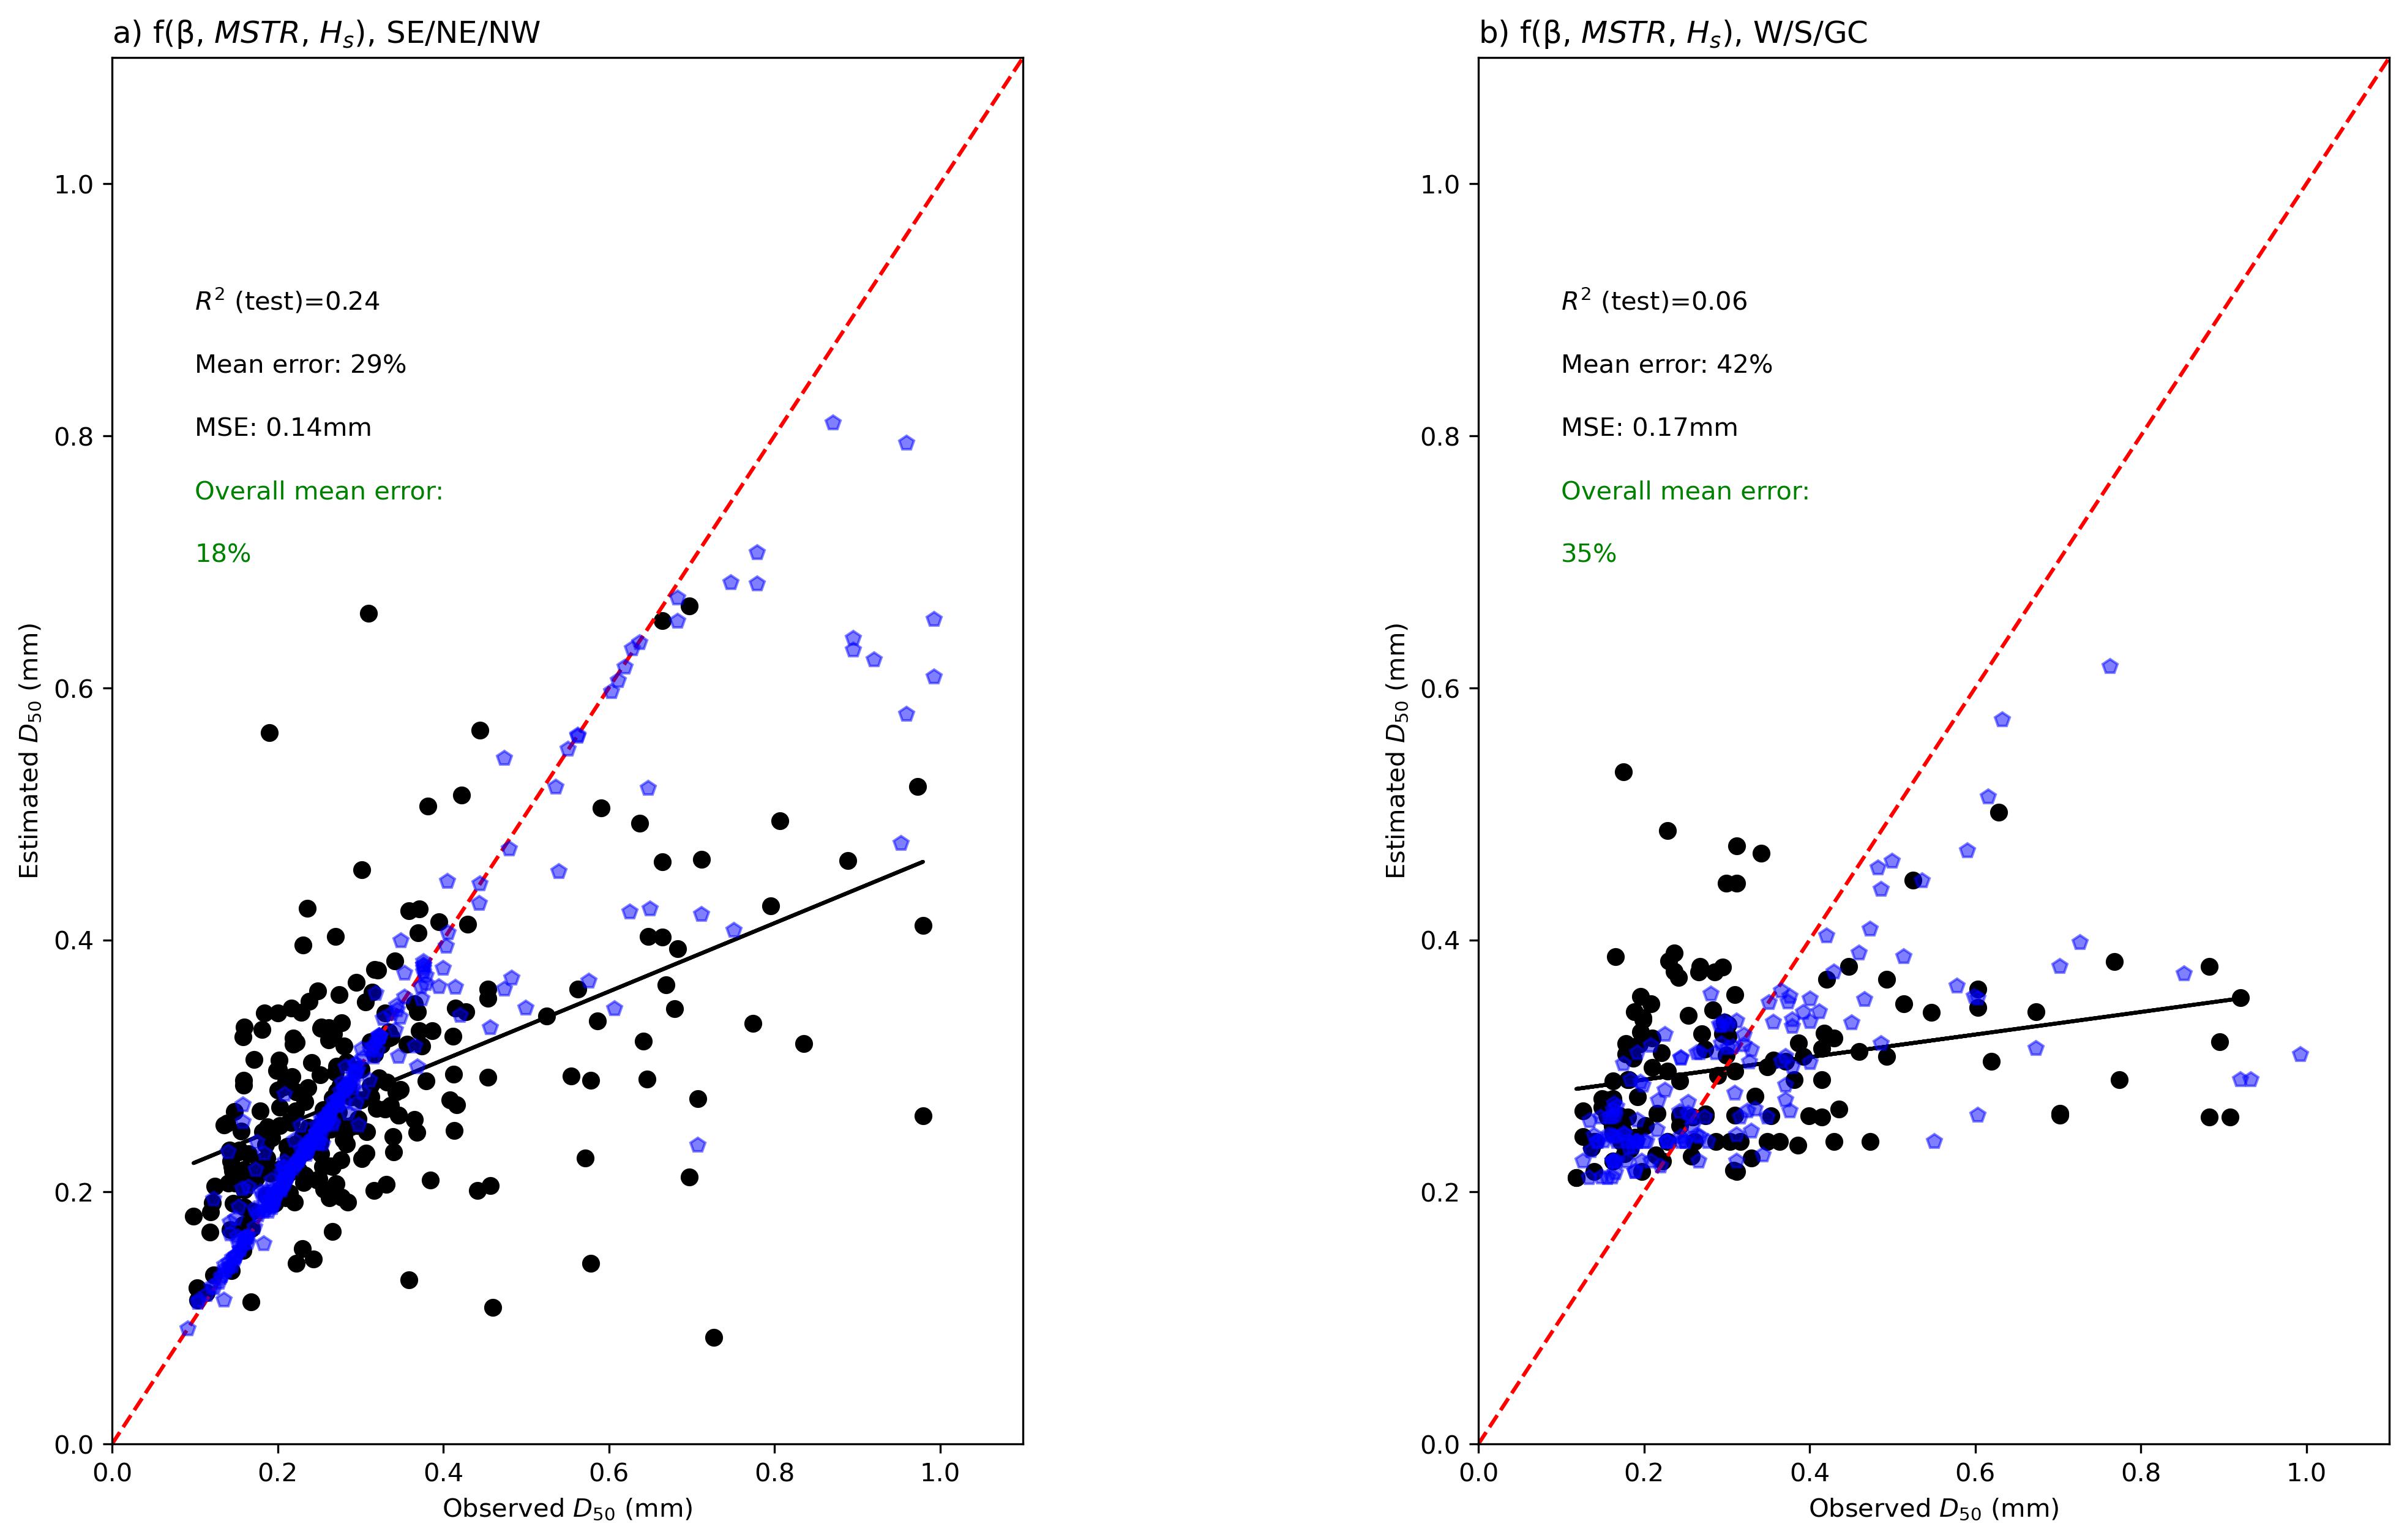 a) f(β, MSTR, Hₛ), SE/NE/NW
1.0
0.8
0.6
0.4
0.2
0.0
Estimated D₅₀ (mm)
R² (test)=0.24
Mean error: 29%
MSE: 0.14mm
Overall mean error:
18%
0.0 0.2 0.4 0.6 0.8 1.0
Observed D₅₀ (mm)
b) f(β, MSTR, Hₛ), W/S/GC
1.0
0.8
0.6
0.4
0.2
0.0
Estimated D₅₀ (mm)
R² (test)=0.06
Mean error: 42%
MSE: 0.17mm
Overall mean error:
35%
0.0 0.2 0.4 0.6 0.8 1.0
Observed D₅₀ (mm)